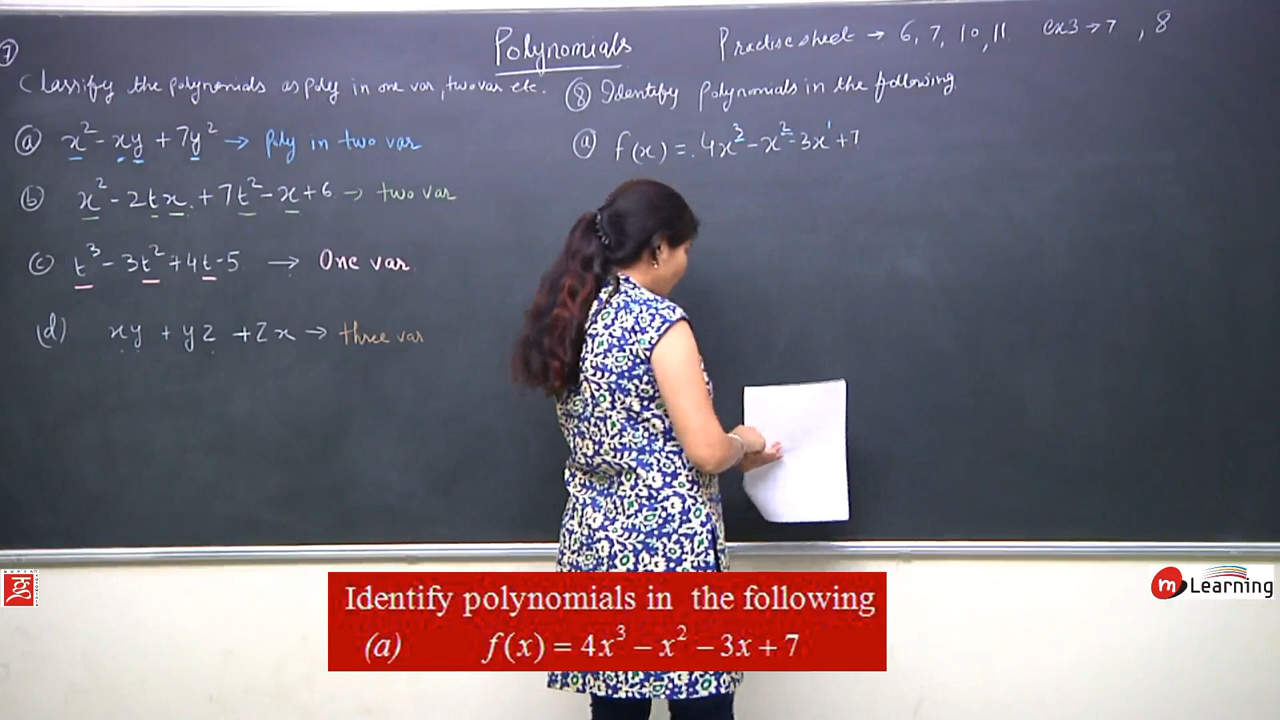 Polynomials
Practise sheet → 6, 7, 10, 11 ex3 → 7 , 8
⑦
Classify the polynomials as poly in one var, two var etc.
ⓐ x² - xy + 7y² → Poly in two var
ⓑ x² - 2tx + 7t² - x + 6 → two var
ⓒ t³ - 3t² + 4t - 5 → One var
(d) xy + yz + zx → three var
⑧ Identify polynomials in the following
ⓐ f(x) = 4x³ - x² - 3x¹ + 7
Identify polynomials in the following
(a) f(x) = 4x³ − x² − 3x + 7
m Learning